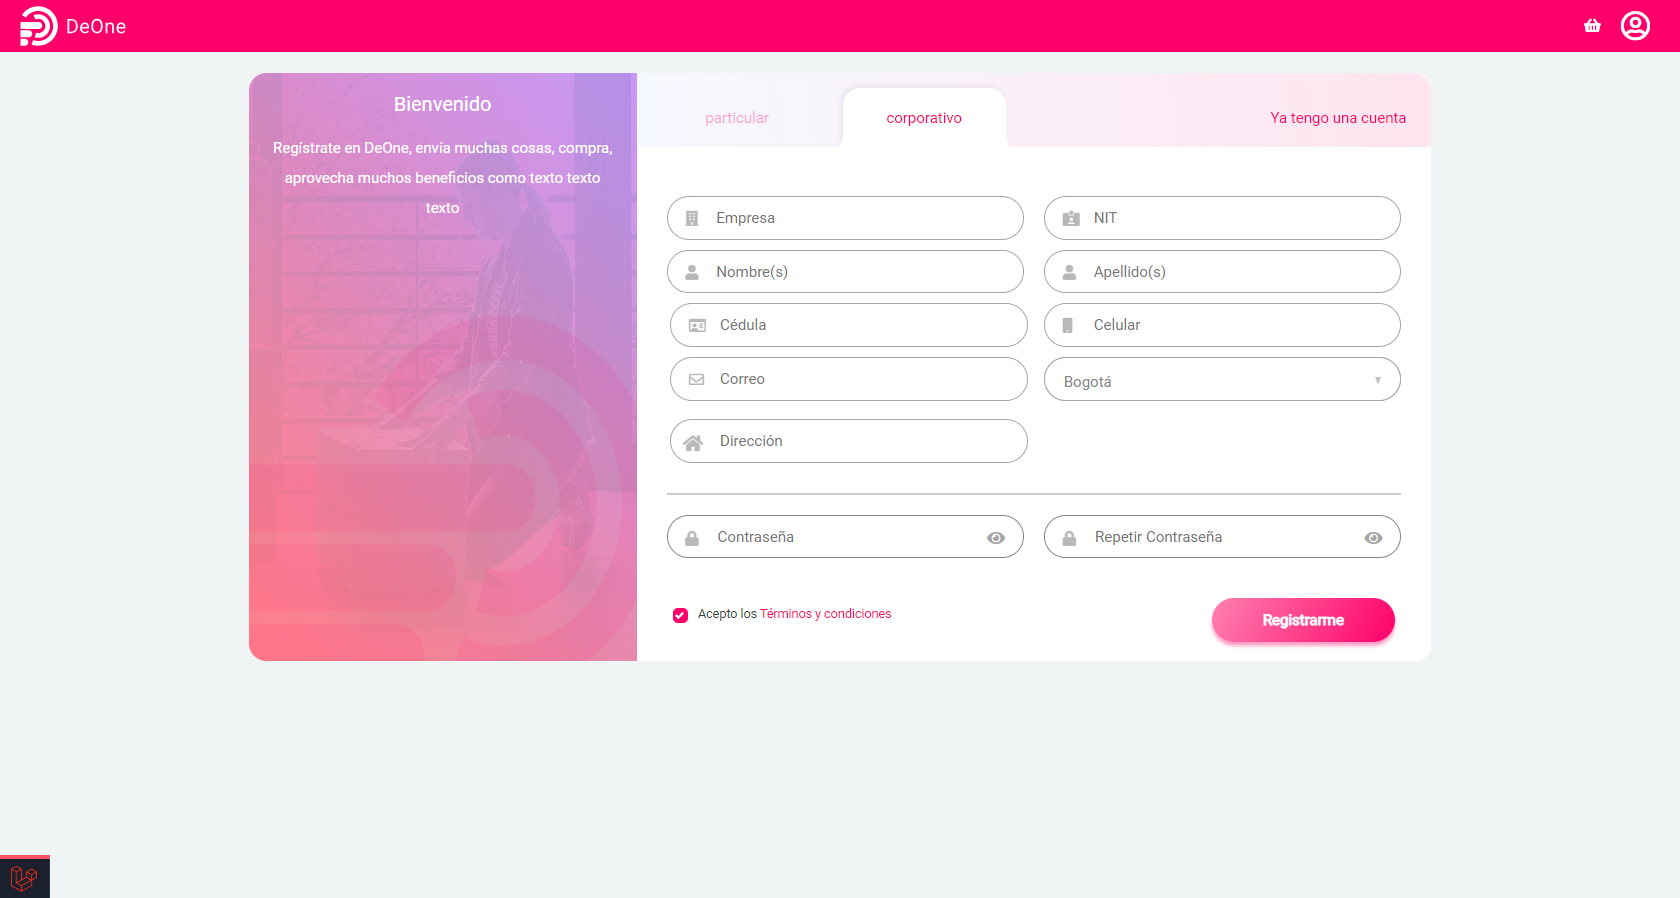 DeOne
Bienvenido
Regístrate en DeOne, envía muchas cosas, compra,
aprovecha muchos beneficios como texto texto
texto
particular
corporativo
Ya tengo una cuenta
Empresa
NIT
Nombre(s)
Apellido(s)
Cédula
Celular
Correo
Bogotá
Dirección
Contraseña
Repetir Contraseña
Acepto los Términos y condiciones
Registrarme